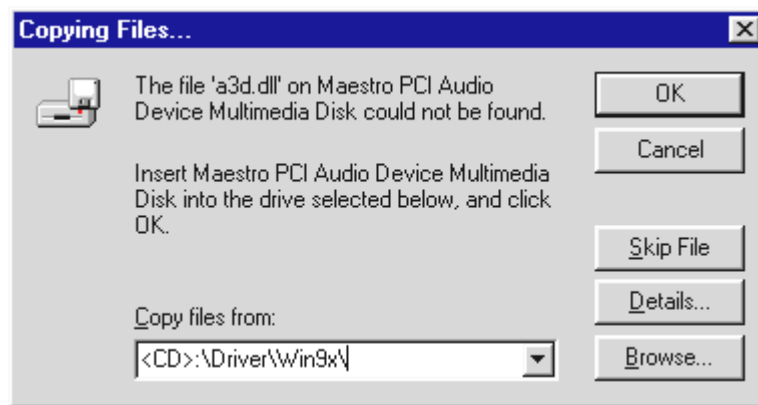 Copying Files...
The file 'a3d.dll' on Maestro PCI Audio
Device Multimedia Disk could not be found.
Insert Maestro PCI Audio Device Multimedia
Disk into the drive selected below, and click
OK.
Copy files from:
<CD>:\Driver\Win9x\
OK
Cancel
Skip File
Details...
Browse...